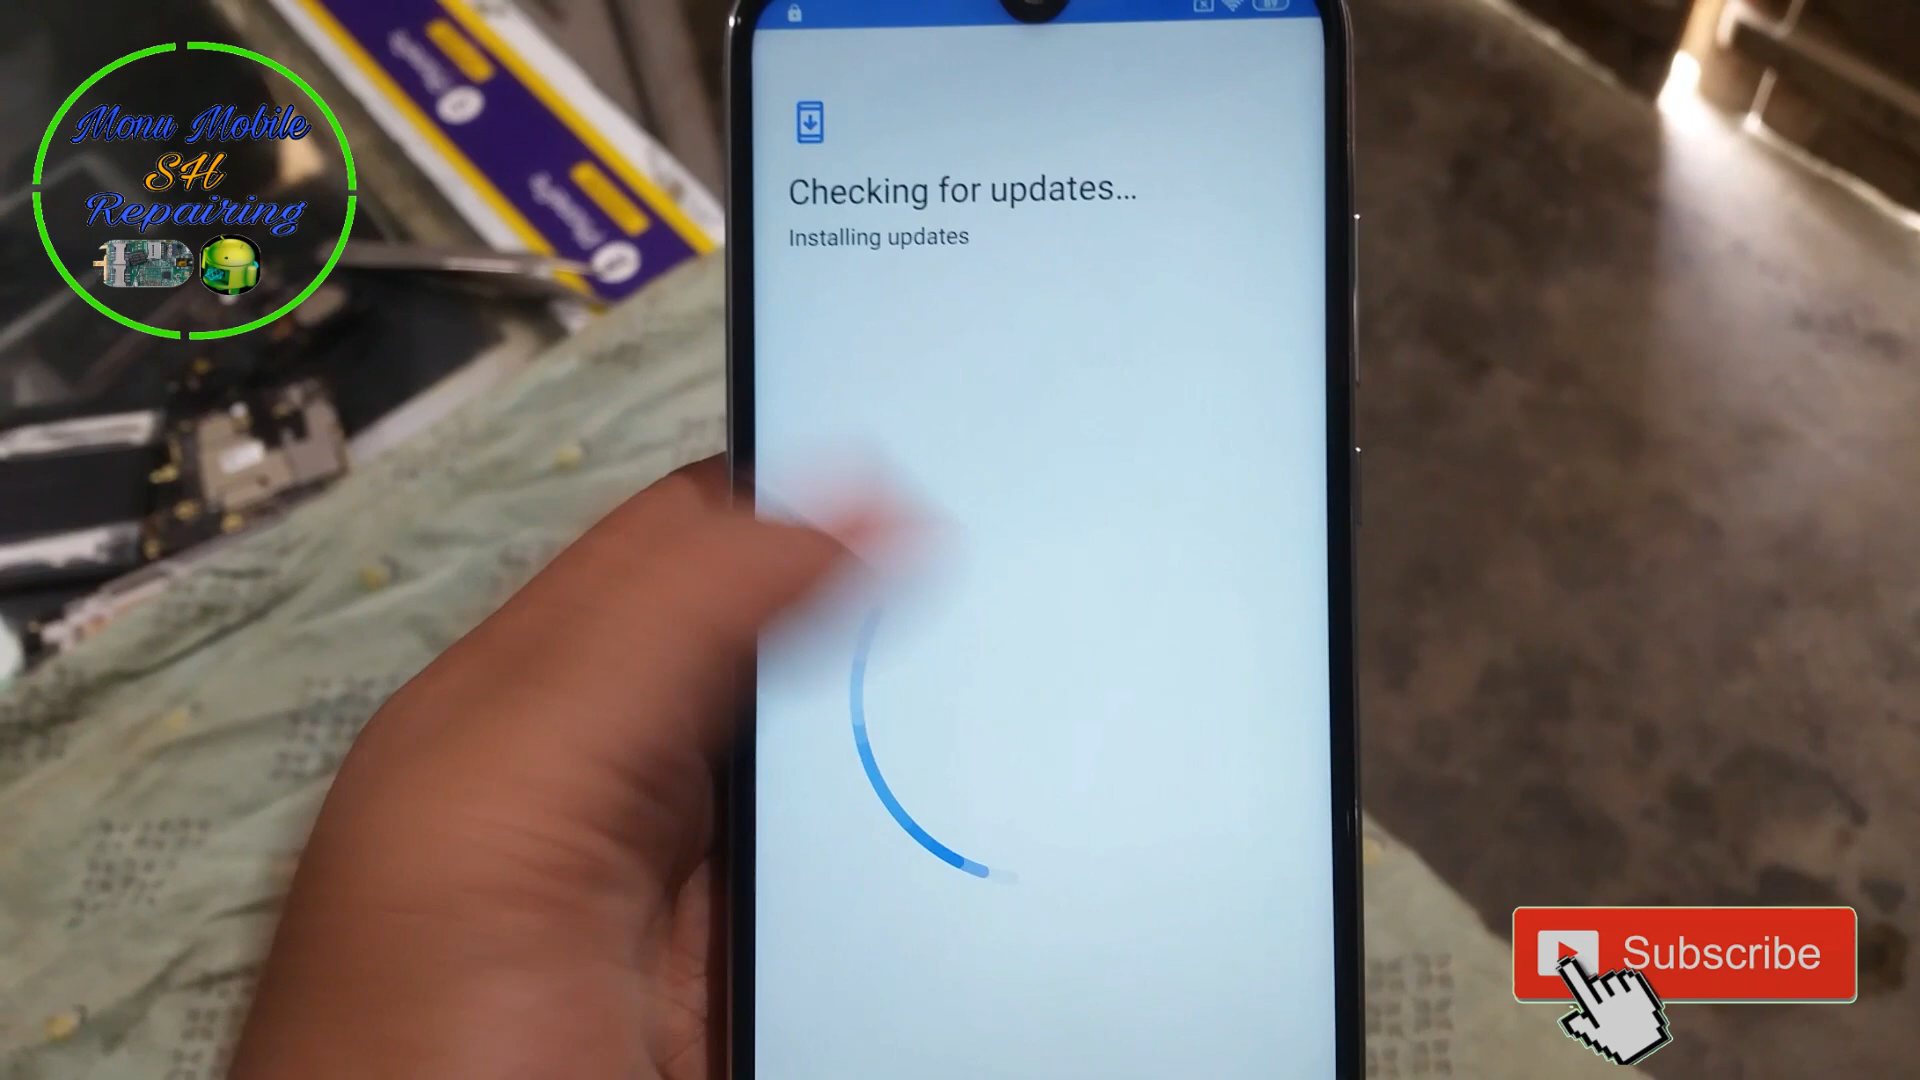 Monu Mobile
SH
Repairing
Checking for updates...
Installing updates
Subscribe